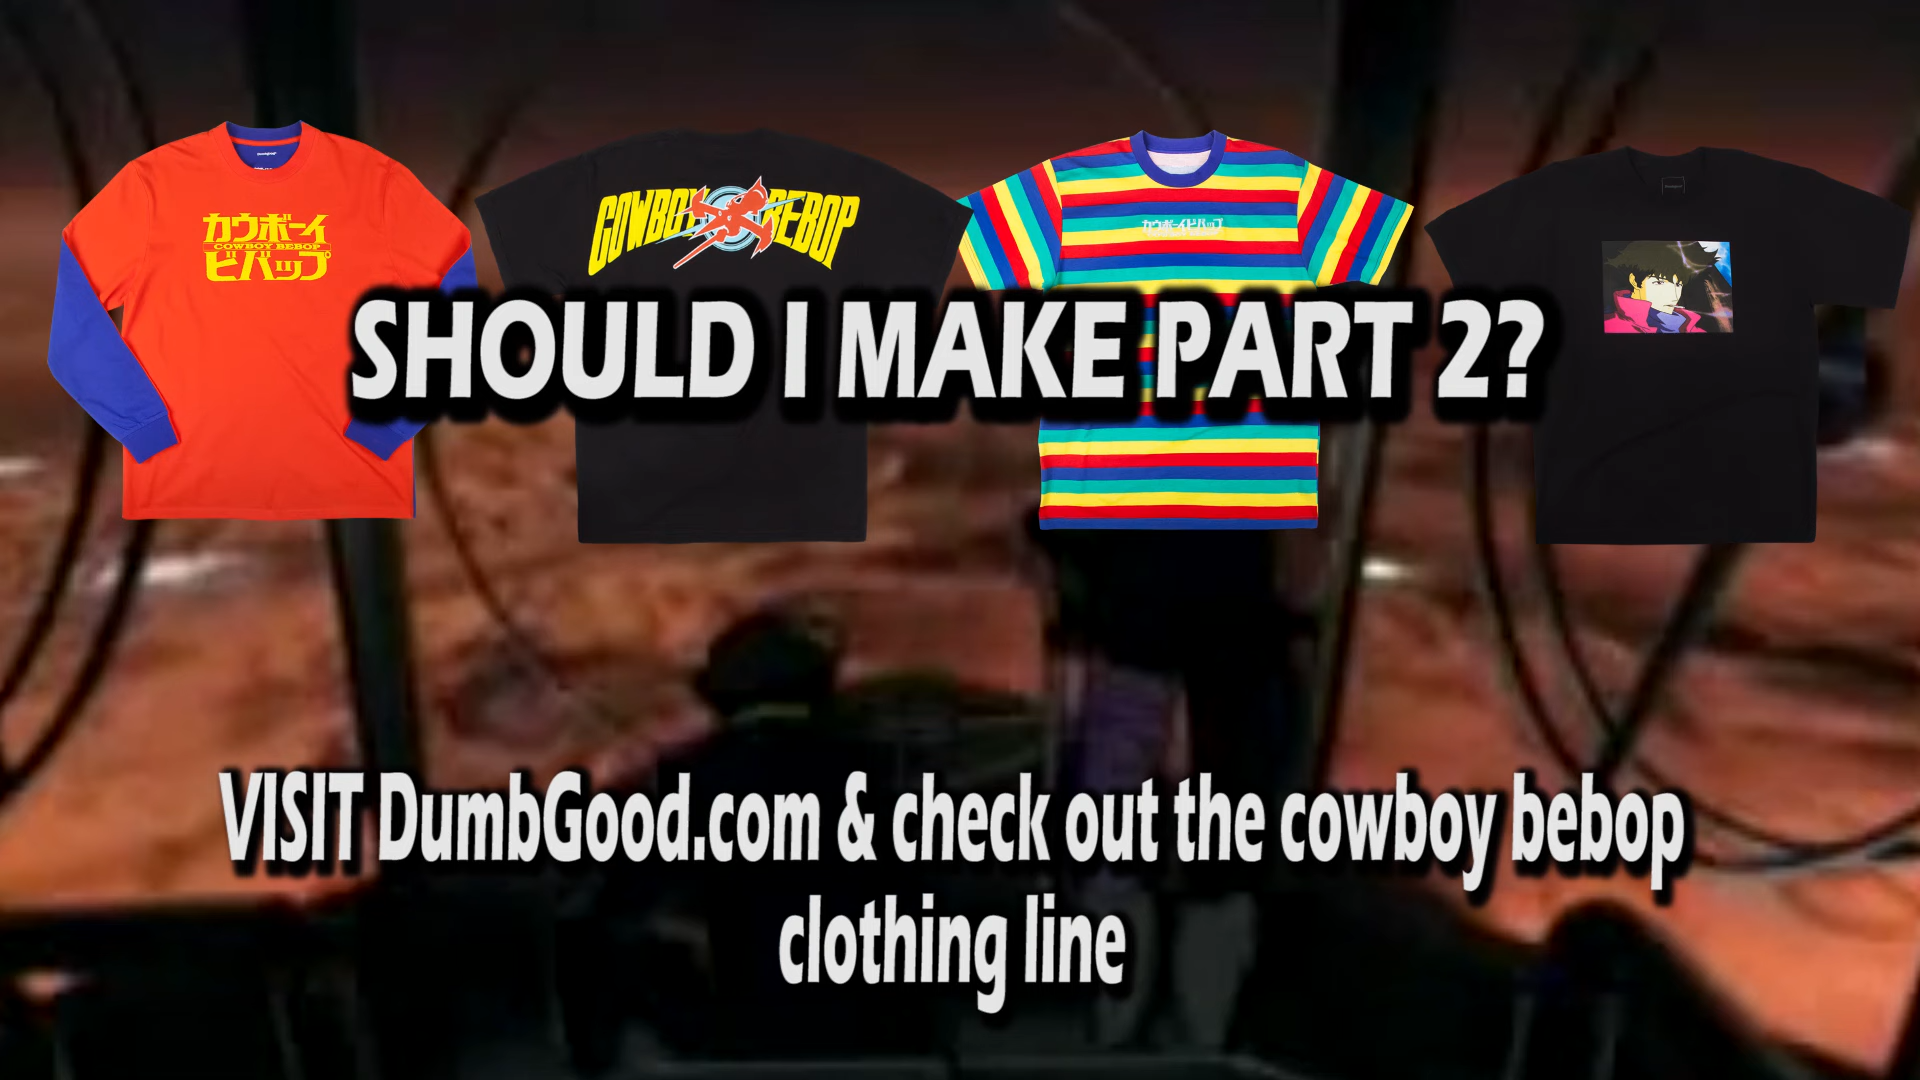 カウボーイ
COWBOY BEBOP
ビバップ
COWBOY BEBOP
カウボーイビバップ
SHOULD I MAKE PART 2?
VISIT DumbGood.com & check out the cowboy bebop
clothing line